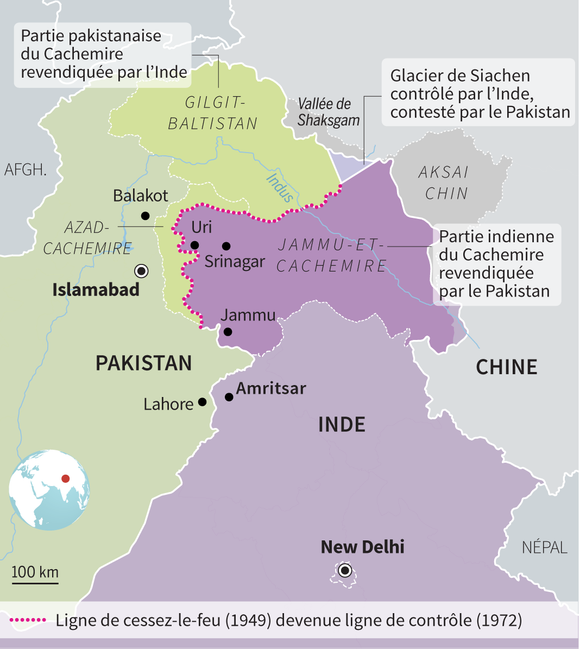 Partie pakistanaise
du Cachemire
revendiquée par l'Inde
Glacier de Siachen
contrôlé par l'Inde,
contesté par le Pakistan
GILGIT-
BALTISTAN
Vallée de
Shaksgam
AFGH.
AKSAI
CHIN
Indus
Balakot
AZAD-
CACHEMIRE
Uri
Srinagar
JAMMU-ET-
CACHEMIRE
Partie indienne
du Cachemire
revendiquée
par le Pakistan
Islamabad
Jammu
PAKISTAN
CHINE
Amritsar
Lahore
INDE
New Delhi
NÉPAL
100 km
Ligne de cessez-le-feu (1949) devenue ligne de contrôle (1972)